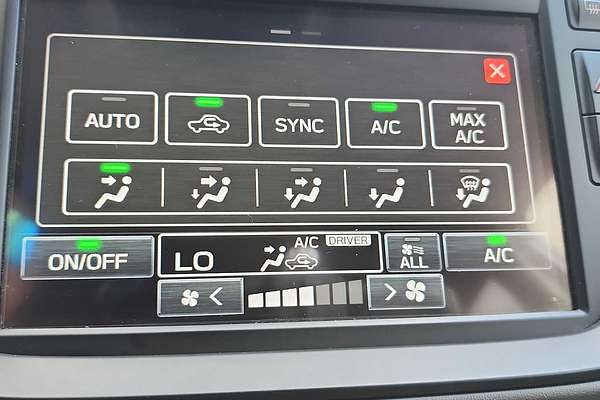 AUTO
SYNC
A/C
MAX
A/C
ON/OFF
LO
A/C DRIVER
ALL
A/C
<
>